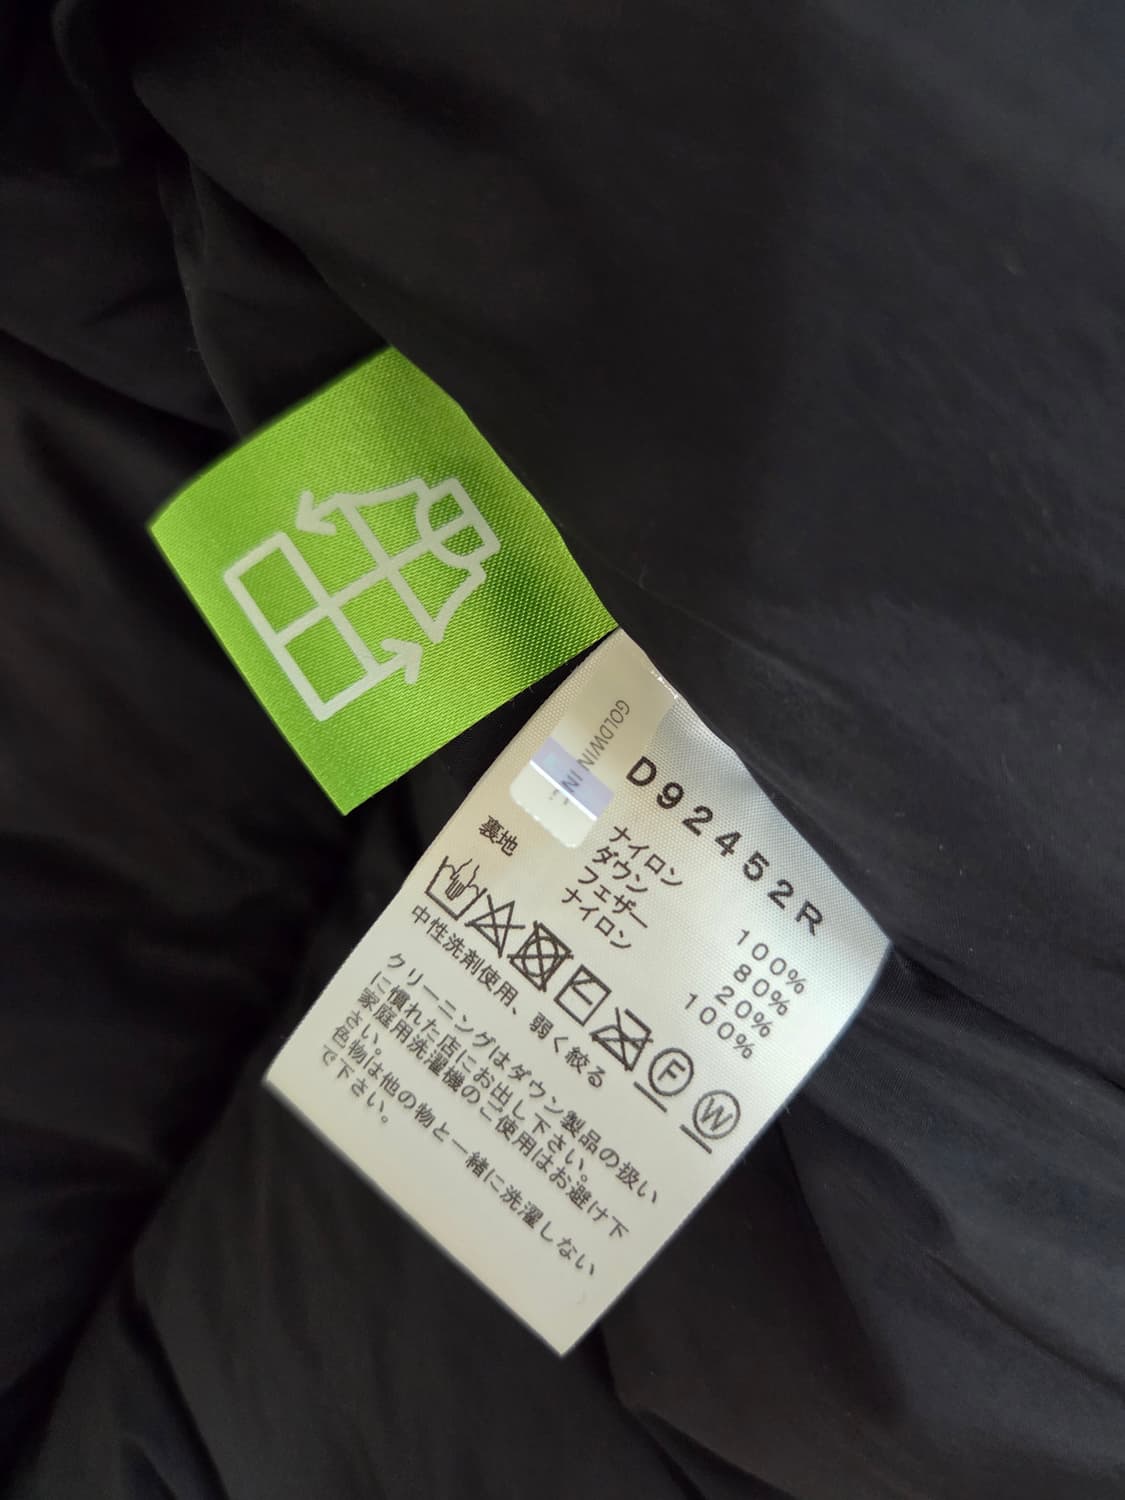 GOLDWIN IN
D92452R
ナイロン 100%
ダウン 80%
フェザー 20%
裏地 ナイロン 100%
F W
中性洗剤使用、弱く絞る
クリーニングはダウン製品の扱い
に慣れた店にお出し下さい。
家庭用洗濯機のご使用はお避け下
さい。
色物は他の物と一緒に洗濯しない
で下さい。